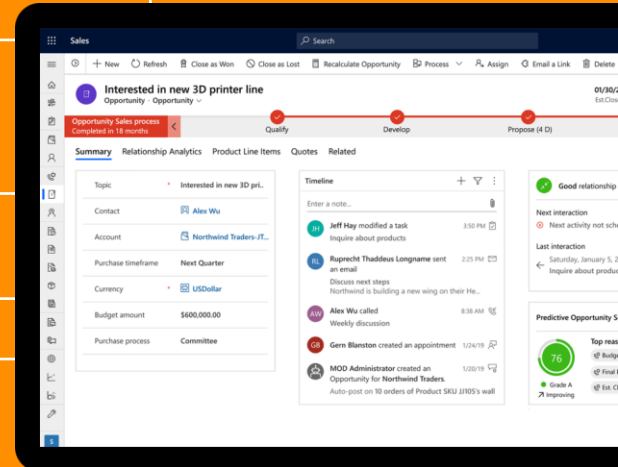 Sales
Search
+ New Refresh Close as Won Close as Lost Recalculate Opportunity Process Assign Email a Link Delete
Interested in new 3D printer line
Opportunity · Opportunity
01/30/2
Est.Close
Opportunity Sales process
Completed in 18 months
Qualify
Develop
Propose (4 D)
Summary Relationship Analytics Product Line Items Quotes Related
Topic * Interested in new 3D pri..
Contact Alex Wu
Account Northwind Traders-JT...
Purchase timeframe Next Quarter
Currency * USDollar
Budget amount $600,000.00
Purchase process Committee
Timeline
Enter a note...
JH Jeff Hay modified a task 3:50 PM
Inquire about products
RL Ruprecht Thaddeus Longname sent 2:25 PM
an email
Discuss next steps
Northwind is building a new wing on their He...
AW Alex Wu called 8:38 AM
Weekly discussion
GB Gern Blanston created an appointment 1/24/19
MOD Administrator created an 1/20/19
Opportunity for Northwind Traders.
Auto-post on 10 orders of Product SKU JJ105's wall
Good relationship
Next interaction
Next activity not sche
Last interaction
Saturday, January 5, 2
Inquire about produc
Predictive Opportunity S
76
Grade A
Improving
Top reas
Budge
Final
Est. Cl
S